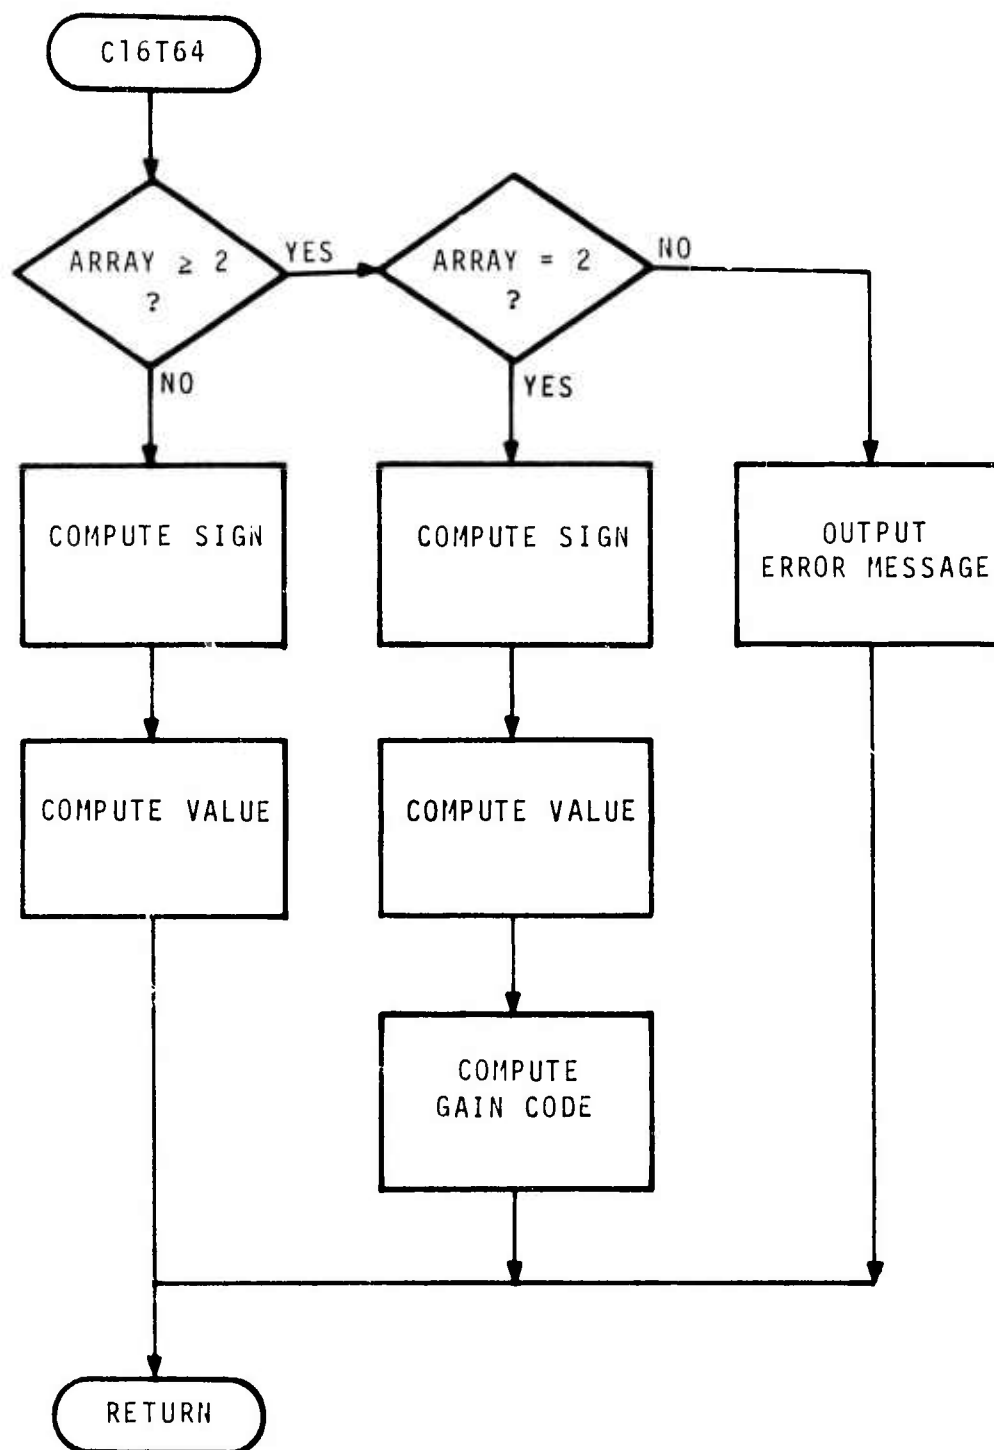 C16T64
ARRAY ≥ 2
?
YES
ARRAY = 2
?
NO
NO
YES
COMPUTE SIGN
COMPUTE SIGN
OUTPUT
ERROR MESSAGE
COMPUTE VALUE
COMPUTE VALUE
COMPUTE
GAIN CODE
RETURN